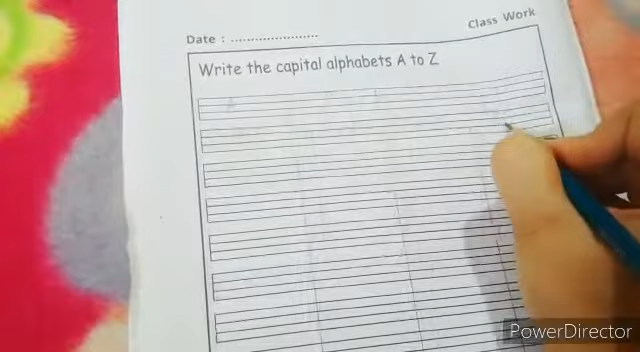 Class Work
Date : ......................
Write the capital alphabets A to Z
PowerDirector